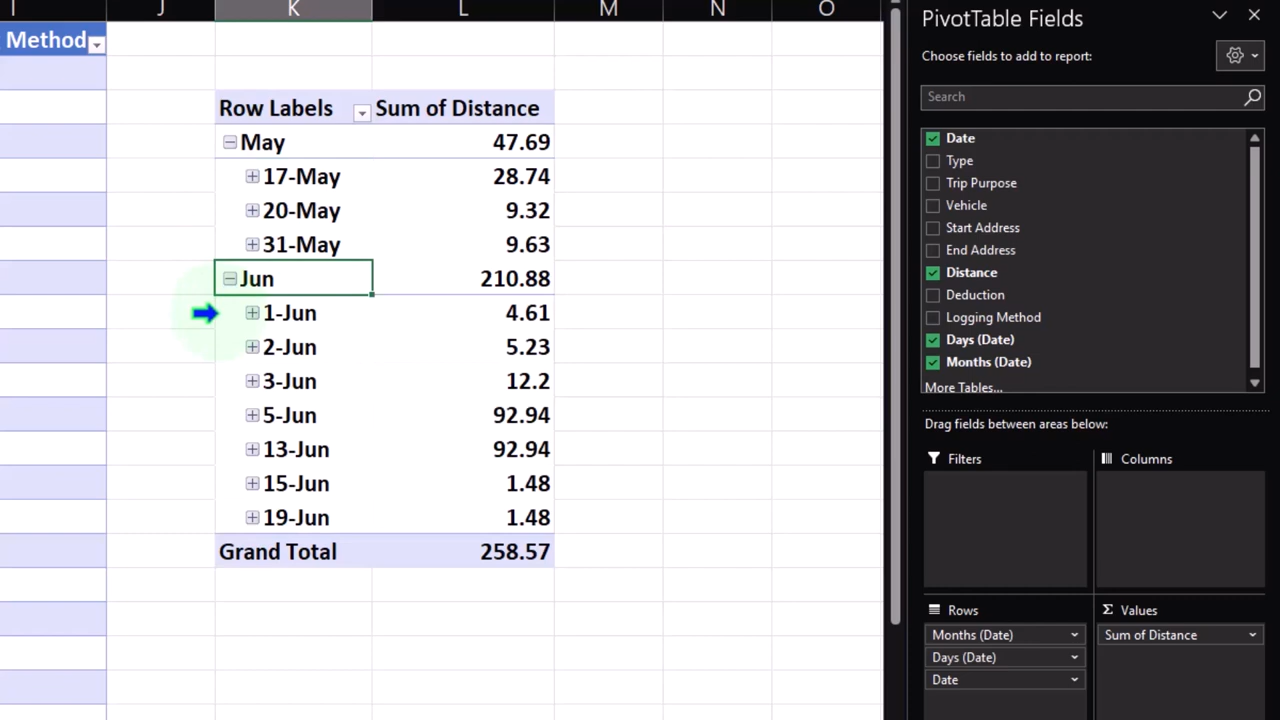 I J K L M N O
Method
Row Labels Sum of Distance
May 47.69
17-May 28.74
20-May 9.32
31-May 9.63
Jun 210.88
1-Jun 4.61
2-Jun 5.23
3-Jun 12.2
5-Jun 92.94
13-Jun 92.94
15-Jun 1.48
19-Jun 1.48
Grand Total 258.57
PivotTable Fields
Choose fields to add to report:
Search
Date
Type
Trip Purpose
Vehicle
Start Address
End Address
Distance
Deduction
Logging Method
Days (Date)
Months (Date)
More Tables...
Drag fields between areas below:
Filters
Columns
Rows
Months (Date)
Days (Date)
Date
Σ Values
Sum of Distance